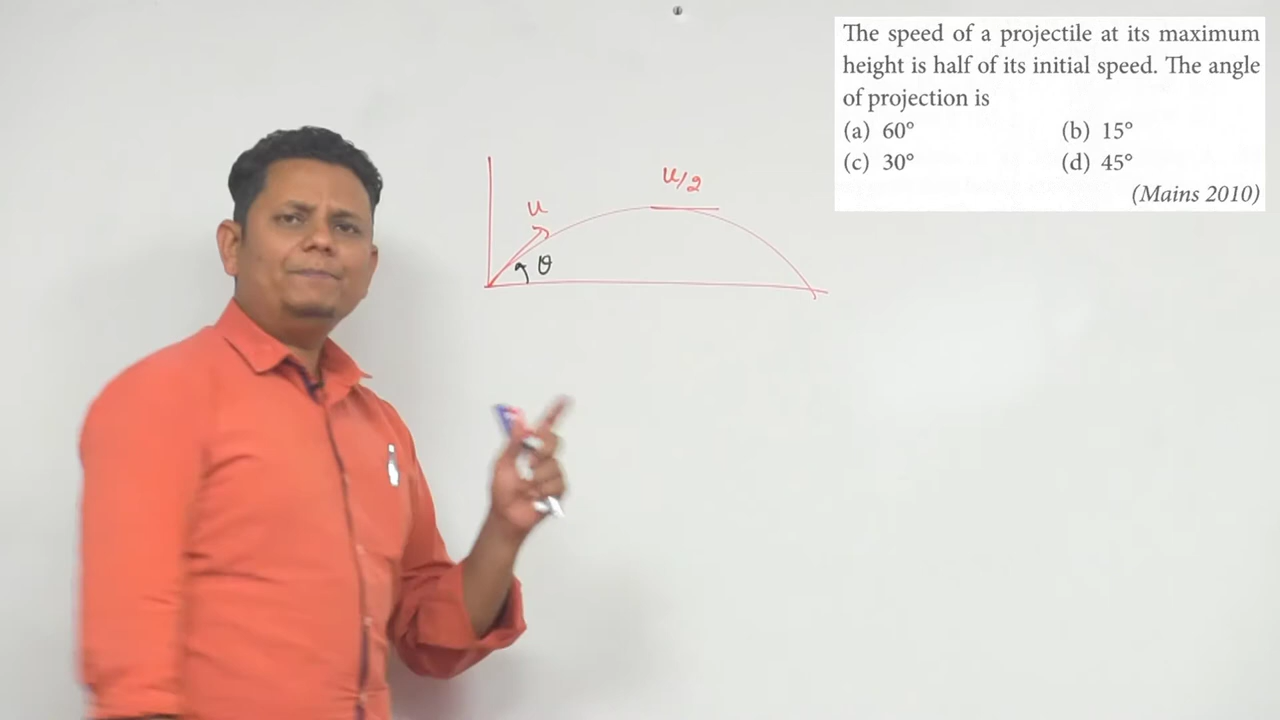 The speed of a projectile at its maximum
height is half of its initial speed. The angle
of projection is
(a) 60° (b) 15°
(c) 30° (d) 45°
(Mains 2010)
u/2
u
θ